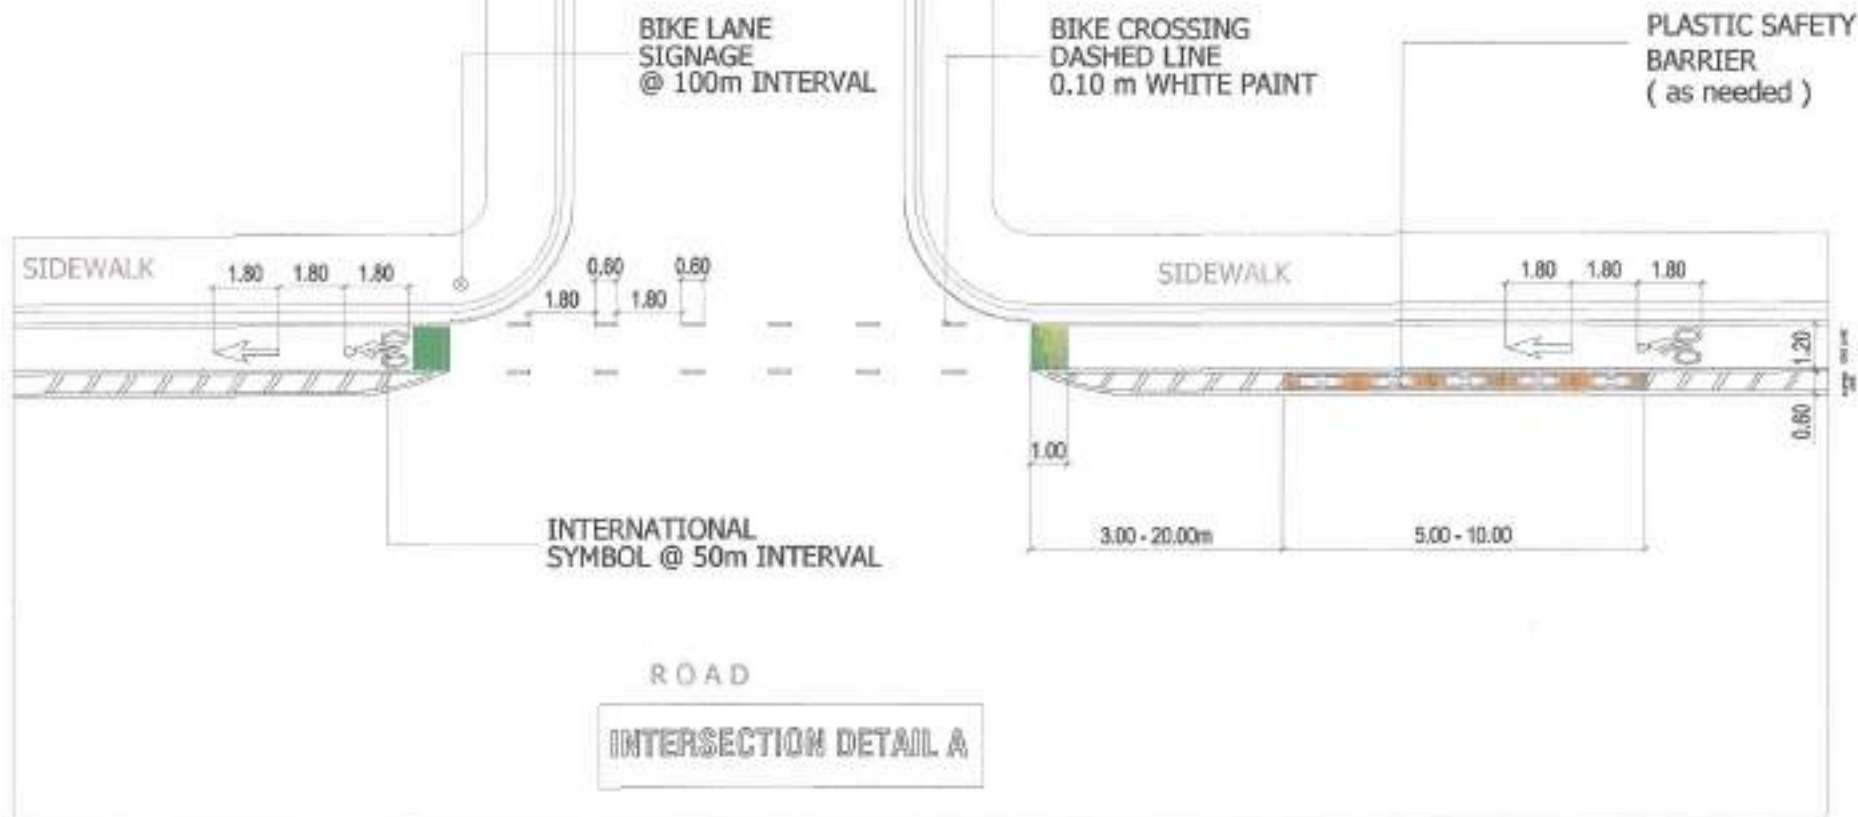 BIKE LANE
SIGNAGE
@ 100m INTERVAL
BIKE CROSSING
DASHED LINE
0.10 m WHITE PAINT
PLASTIC SAFETY
BARRIER
( as needed )
SIDEWALK
1.80
1.80
1.80
0.60
0.60
1.80
1.80
SIDEWALK
1.80
1.80
1.80
1.20
0.60
1.00
3.00 - 20.00m
5.00 - 10.00
INTERNATIONAL
SYMBOL @ 50m INTERVAL
ROAD
INTERSECTION DETAIL A